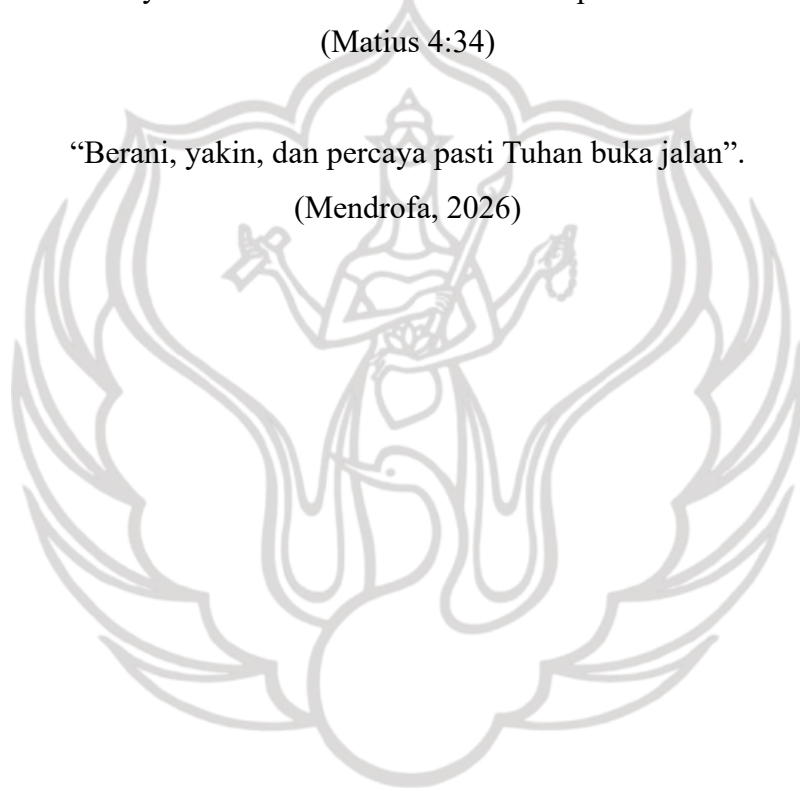 (Matius 4:34)
“Berani, yakin, dan percaya pasti Tuhan buka jalan”.
(Mendrofa, 2026)